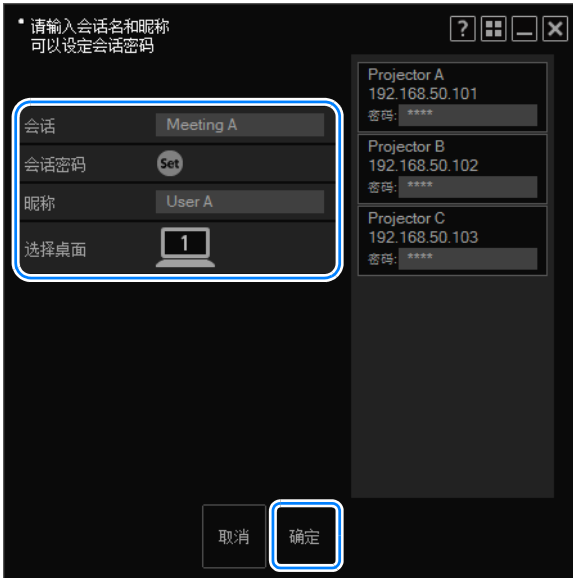 • 请输入会话名和昵称
可以设定会话密码
?
会话 Meeting A
会话密码 Set
昵称 User A
选择桌面 1
Projector A
192.168.50.101
密码: ****
Projector B
192.168.50.102
密码: ****
Projector C
192.168.50.103
密码: ****
取消 确定